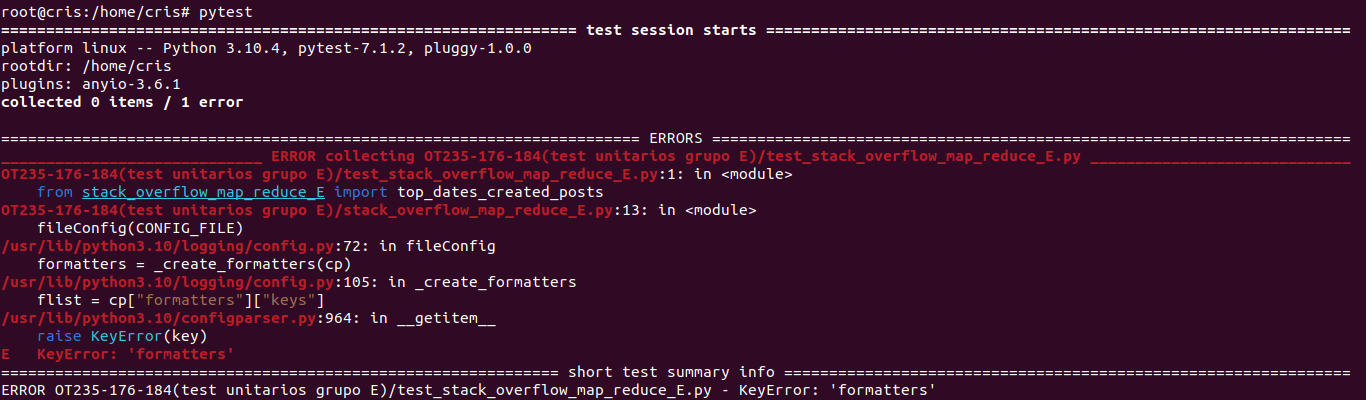 root@cris:/home/cris# pytest
================================================================ test session starts =================================================================
platform linux -- Python 3.10.4, pytest-7.1.2, pluggy-1.0.0
rootdir: /home/cris
plugins: anyio-3.6.1
collected 0 items / 1 error
======================================================================= ERRORS =======================================================================
_____________________________ ERROR collecting OT235-176-184(test unitarios grupo E)/test_stack_overflow_map_reduce_E.py _____________________________
OT235-176-184(test unitarios grupo E)/test_stack_overflow_map_reduce_E.py:1: in <module>
    from stack_overflow_map_reduce_E import top_dates_created_posts
OT235-176-184(test unitarios grupo E)/stack_overflow_map_reduce_E.py:13: in <module>
    fileConfig(CONFIG_FILE)
/usr/lib/python3.10/logging/config.py:72: in fileConfig
    formatters = _create_formatters(cp)
/usr/lib/python3.10/logging/config.py:105: in _create_formatters
    flist = cp["formatters"]["keys"]
/usr/lib/python3.10/configparser.py:964: in __getitem__
    raise KeyError(key)
E   KeyError: 'formatters'
============================================================== short test summary info ===============================================================
ERROR OT235-176-184(test unitarios grupo E)/test_stack_overflow_map_reduce_E.py - KeyError: 'formatters'